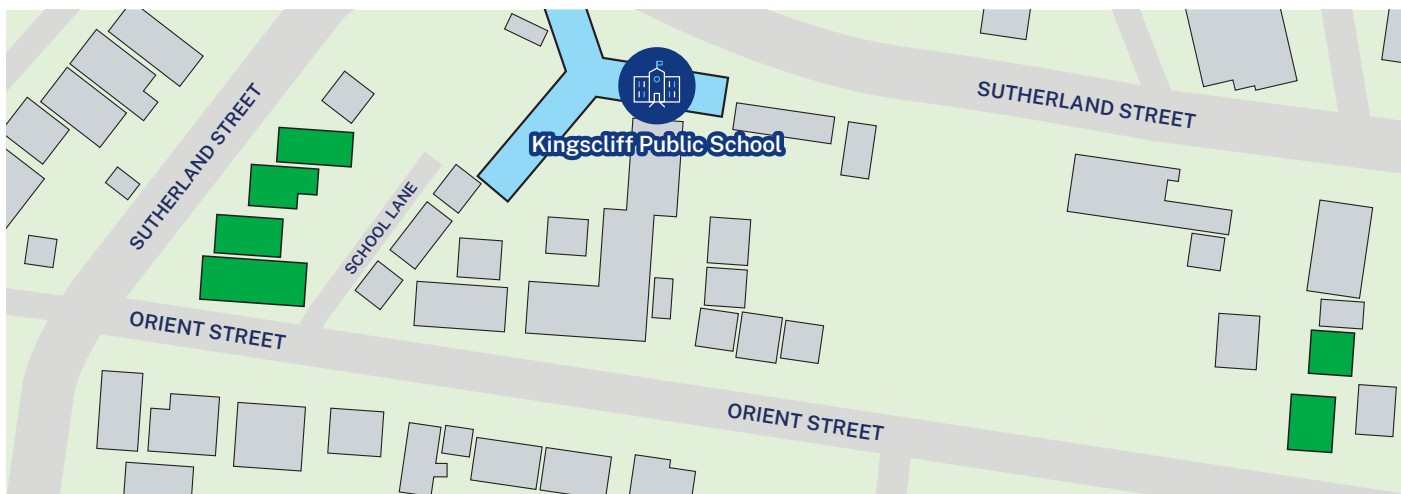 SUTHERLAND STREET
SUTHERLAND STREET
Kingscliff Public School
SCHOOL LANE
ORIENT STREET
ORIENT STREET